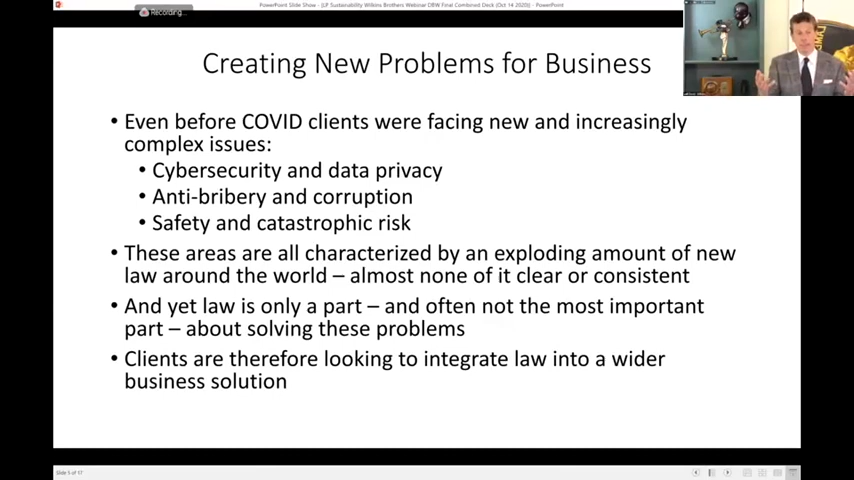 PowerPoint Slide Show - [LP Sustainability Wilkins Brothers Webinar DBW Final Combined Deck (Oct 14 2020)] - PowerPoint
Recording...
Creating New Problems for Business
• Even before COVID clients were facing new and increasingly
complex issues:
• Cybersecurity and data privacy
• Anti-bribery and corruption
• Safety and catastrophic risk
• These areas are all characterized by an exploding amount of new
law around the world – almost none of it clear or consistent
• And yet law is only a part – and often not the most important
part – about solving these problems
• Clients are therefore looking to integrate law into a wider
business solution
Slide 5 of 17